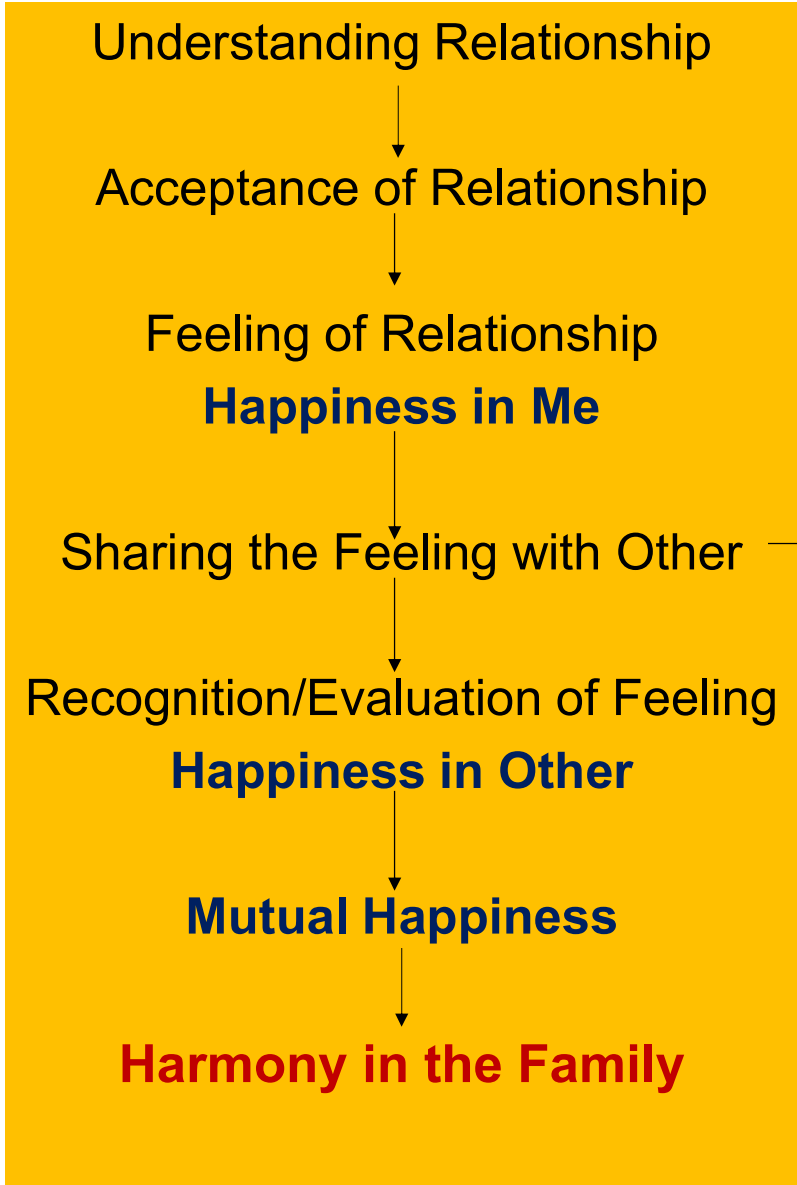 Understanding Relationship
Acceptance of Relationship
Feeling of Relationship
Happiness in Me
Sharing the Feeling with Other
Recognition/Evaluation of Feeling
Happiness in Other
Mutual Happiness
Harmony in the Family